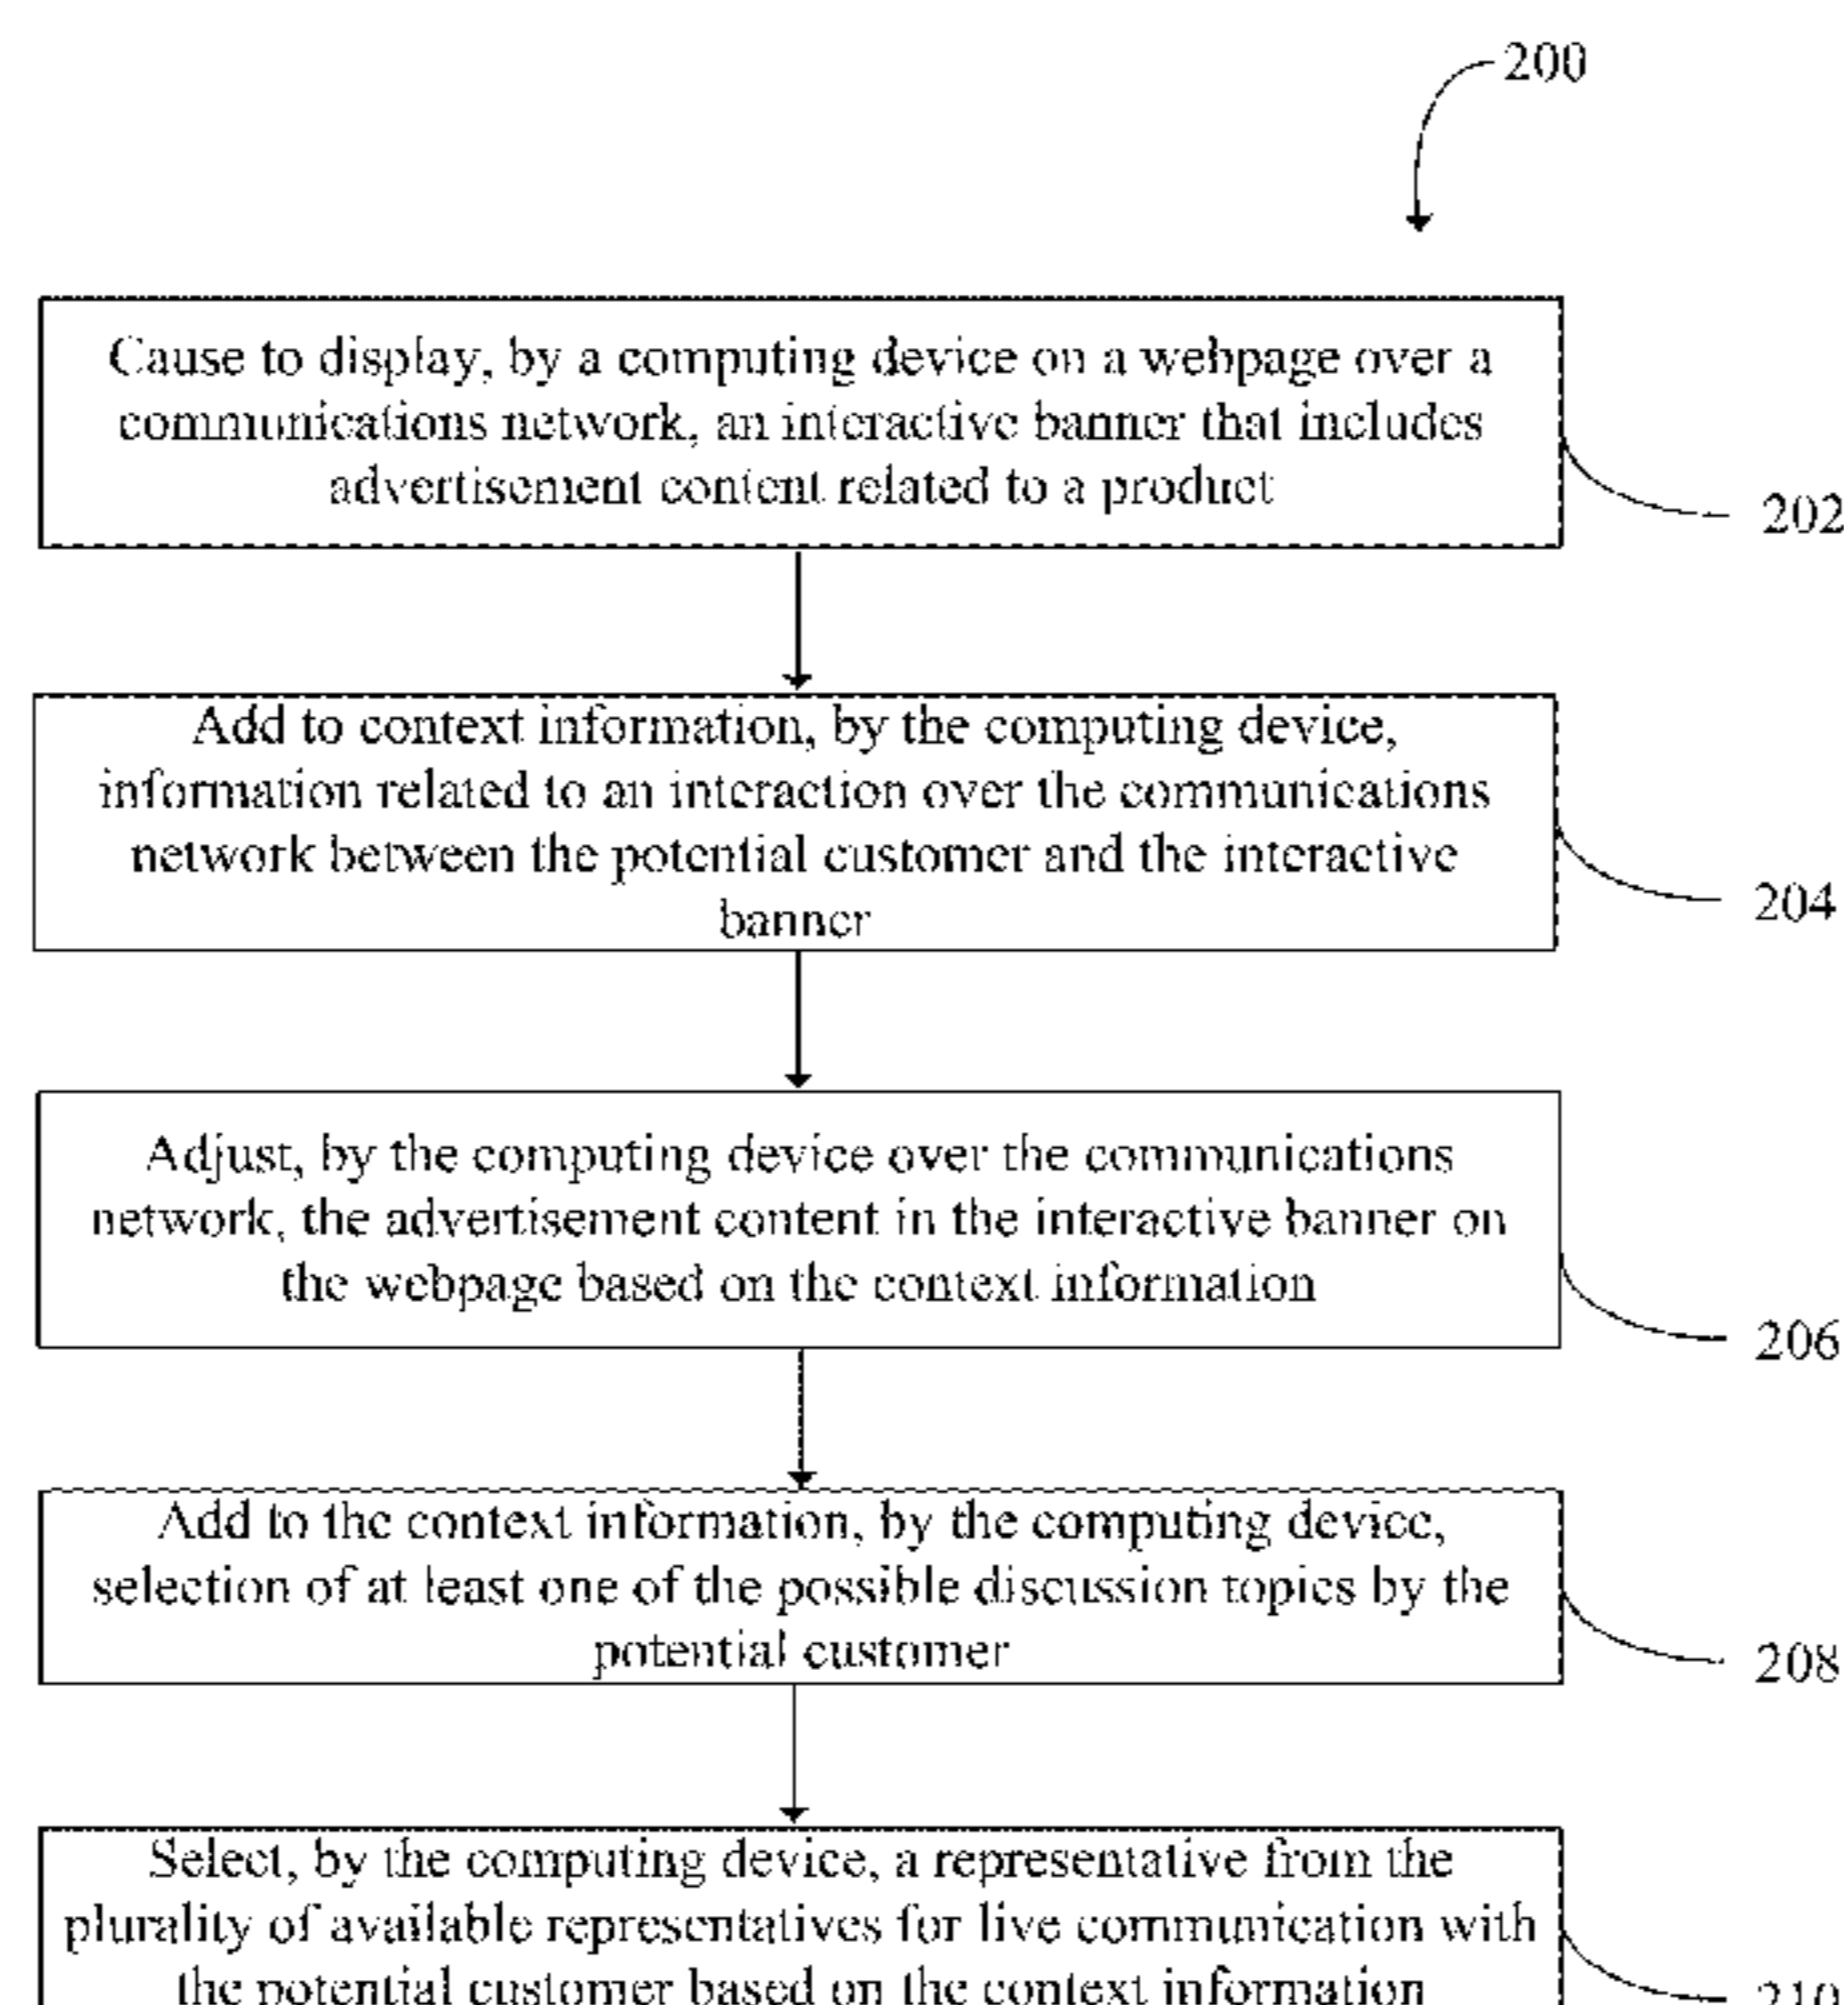 200
Cause to display, by a computing device on a webpage over a
communications network, an interactive banner that includes
advertisement content related to a product
202
Add to context information, by the computing device,
information related to an interaction over the communications
network between the potential customer and the interactive
banner
204
Adjust, by the computing device over the communications
network, the advertisement content in the interactive banner on
the webpage based on the context information
206
Add to the context information, by the computing device,
selection of at least one of the possible discussion topics by the
potential customer
208
Select, by the computing device, a representative from the
plurality of available representatives for live communication with
the potential customer based on the context information
210